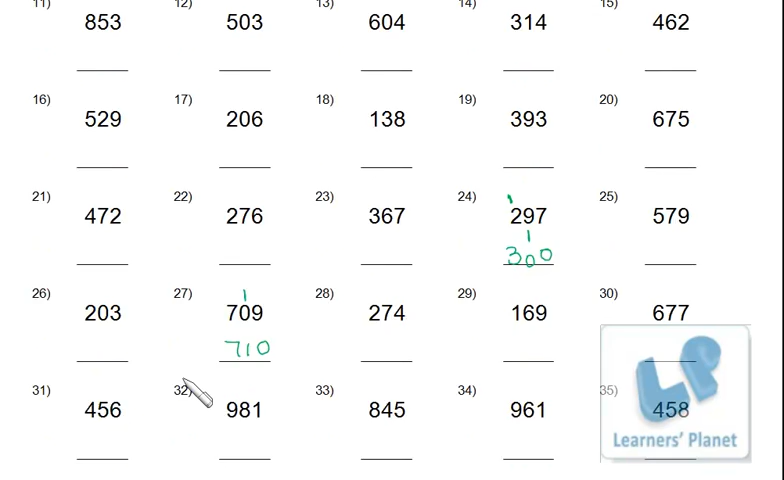 11) 12) 13) 14) 15)
853 503 604 314 462
16) 17) 18) 19) 20)
529 206 138 393 675
21) 22) 23) 24) 25)
472 276 367 297 579
300
26) 27) 28) 29) 30)
203 709 274 169 677
710
31) 32) 33) 34) 35)
456 981 845 961 458
Learners' Planet